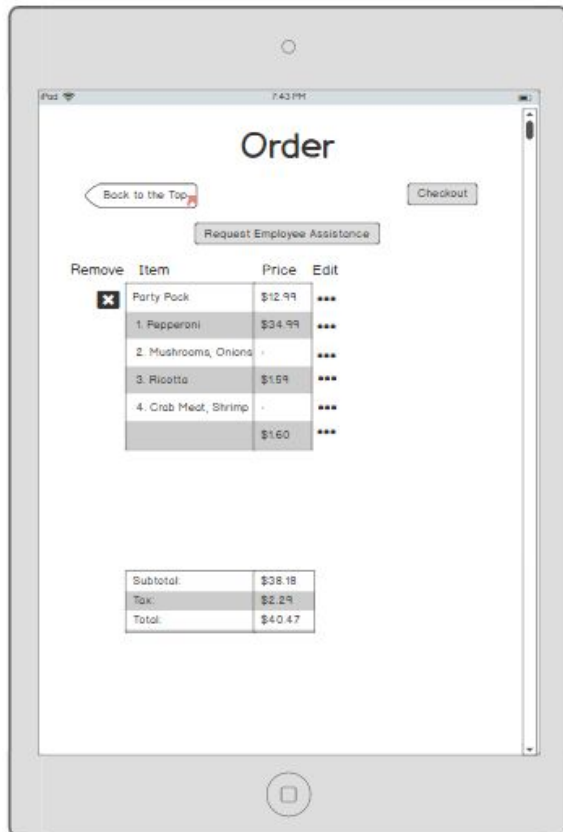 iPad 7:43 PM
Order
Back to the Top
Checkout
Request Employee Assistance
Remove Item Price Edit
Party Pack $12.99
1. Pepperoni $34.99
2. Mushrooms, Onions -
3. Ricotta $1.59
4. Crab Meat, Shrimp -
$1.60
Subtotal: $38.18
Tax: $2.29
Total: $40.47